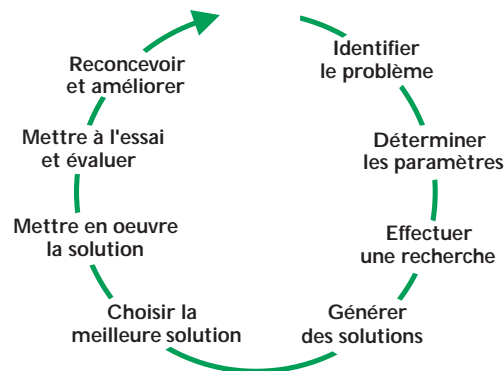 Identifier
le problème
Déterminer
les paramètres
Effectuer
une recherche
Générer
des solutions
Choisir la
meilleure solution
Mettre en oeuvre
la solution
Mettre à l'essai
et évaluer
Reconcevoir
et améliorer